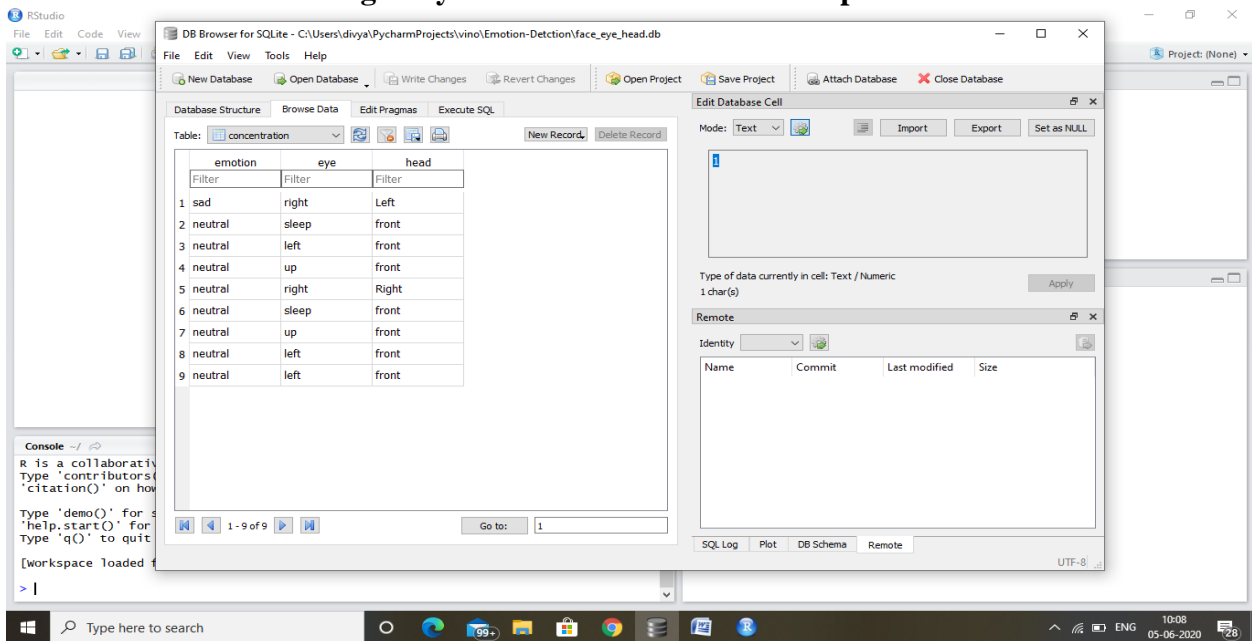 RStudio
File Edit Code View
Project: (None)
DB Browser for SQLite - C:\Users\divya\PycharmProjects\vino\Emotion-Detction\face_eye_head.db
File Edit View Tools Help
New Database Open Database Write Changes Revert Changes Open Project Save Project Attach Database Close Database
Database Structure Browse Data Edit Pragmas Execute SQL
Table: concentration New Record Delete Record
emotion eye head
Filter Filter Filter
1 sad right Left
2 neutral sleep front
3 neutral left front
4 neutral up front
5 neutral right Right
6 neutral sleep front
7 neutral up front
8 neutral left front
9 neutral left front
1 - 9 of 9 Go to: 1
Edit Database Cell
Mode: Text Import Export Set as NULL
1
Type of data currently in cell: Text / Numeric
1 char(s)
Apply
Remote
Identity
Name Commit Last modified Size
SQL Log Plot DB Schema Remote
UTF-8
Console ~/
R is a collaborativ
Type 'contributors(
'citation()' on how
Type 'demo()' for s
'help.start()' for
Type 'q()' to quit
[Workspace loaded f
>
Type here to search
99+
ENG
10:08
05-06-2020
28